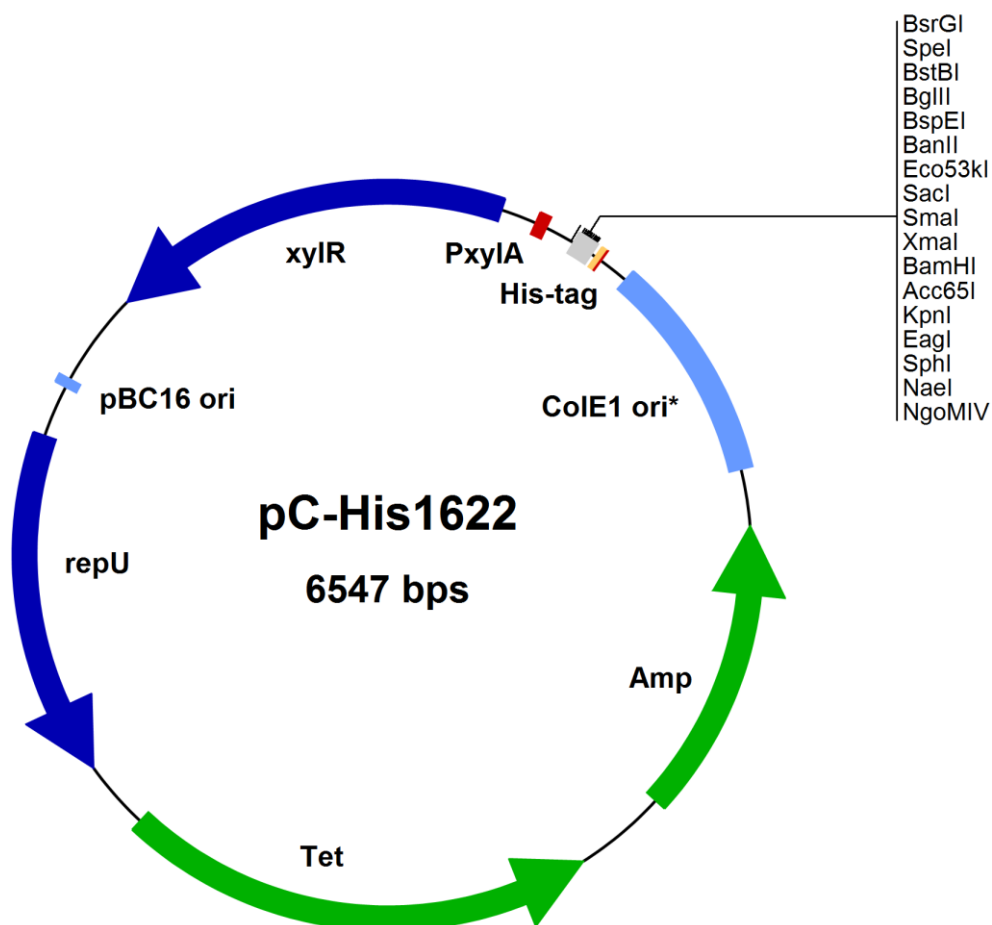 BsrGI
SpeI
BstBI
BglII
BspEI
BanII
Eco53kI
SacI
SmaI
XmaI
BamHI
Acc65I
KpnI
EagI
SphI
NaeI
NgoMIV
xylR
PxylA
His-tag
pBC16 ori
ColE1 ori*
pC-His1622
6547 bps
repU
Amp
Tet